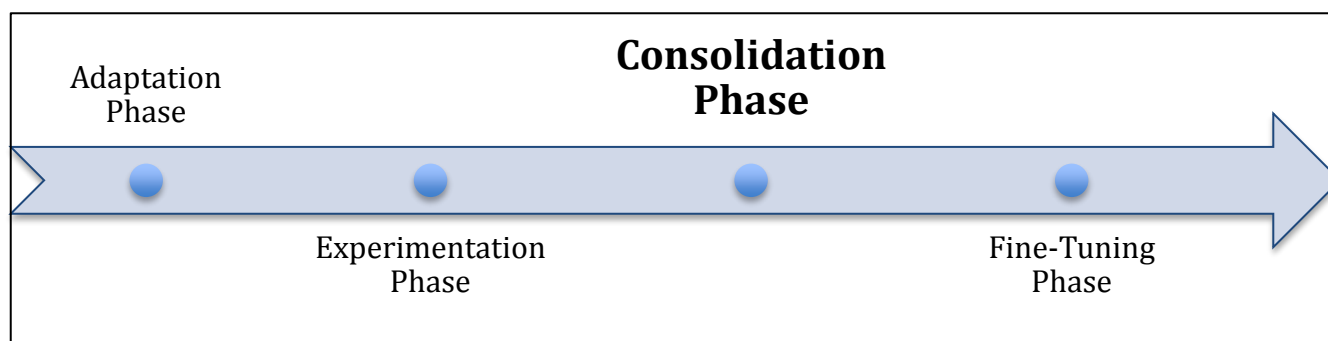 Adaptation
Phase
Experimentation
Phase
Consolidation
Phase
Fine-Tuning
Phase